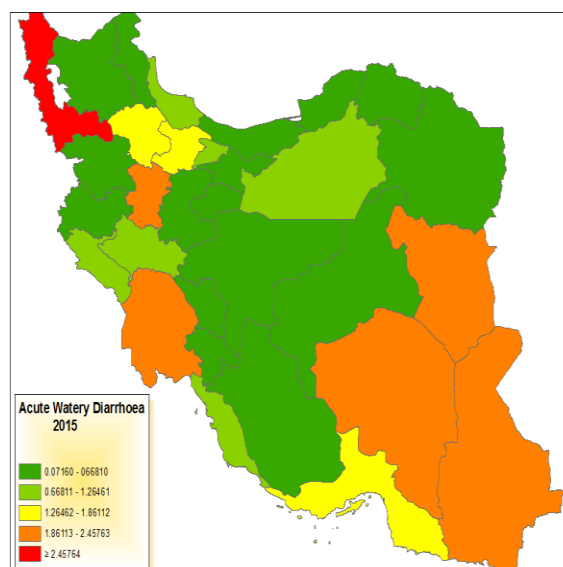 Acute Watery Diarrhoea
2015
0.07160 - 066810
0.66811 - 1.26461
1.26462 - 1.86112
1.86113 - 2.45763
≥ 2.45764